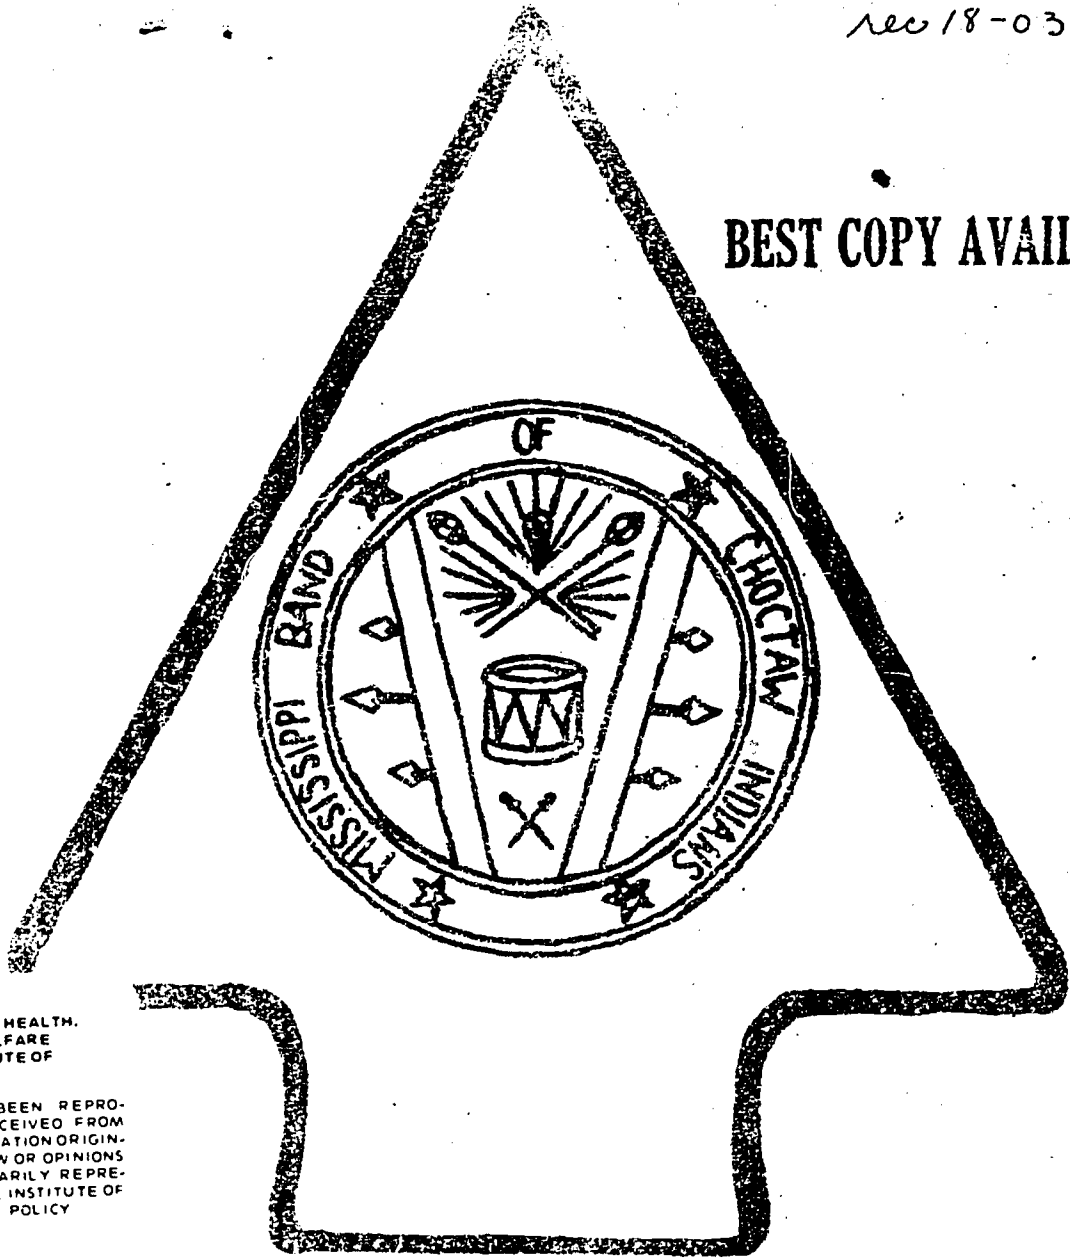 rec 18-03
BEST COPY AVAIL
MISSISSIPPI BAND OF CHOCTAW INDIANS
HEALTH.
LFARE
UTE OF
BEEN REPRO-
CEIVED FROM
ATION ORIGIN-
W OR OPINIONS
ARILY REPRE-
INSTITUTE OF
POLICY